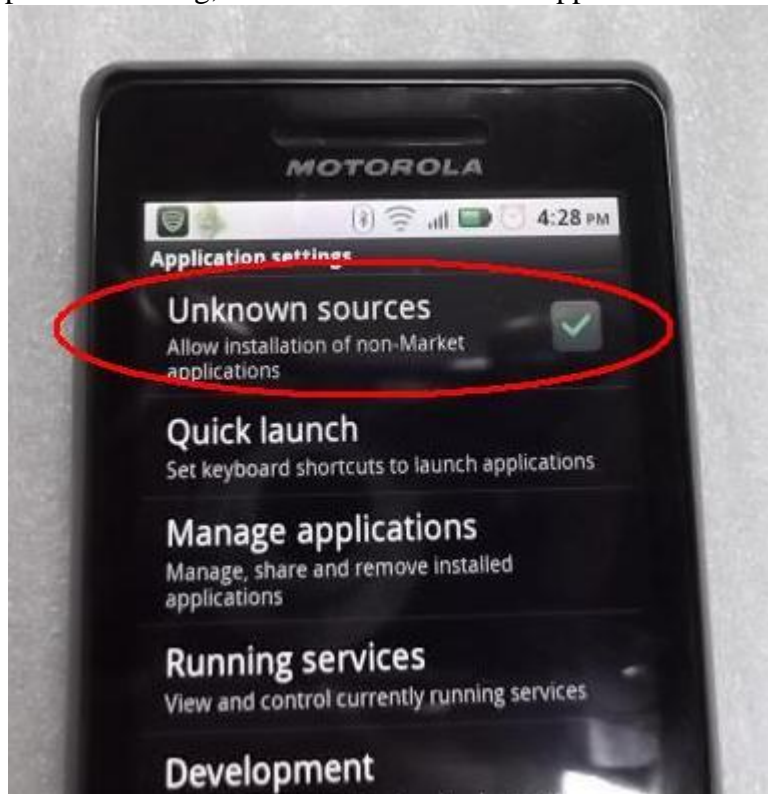 MOTOROLA
4:28 PM
Application settings
Unknown sources
Allow installation of non-Market
applications
Quick launch
Set keyboard shortcuts to launch applications
Manage applications
Manage, share and remove installed
applications
Running services
View and control currently running services
Development